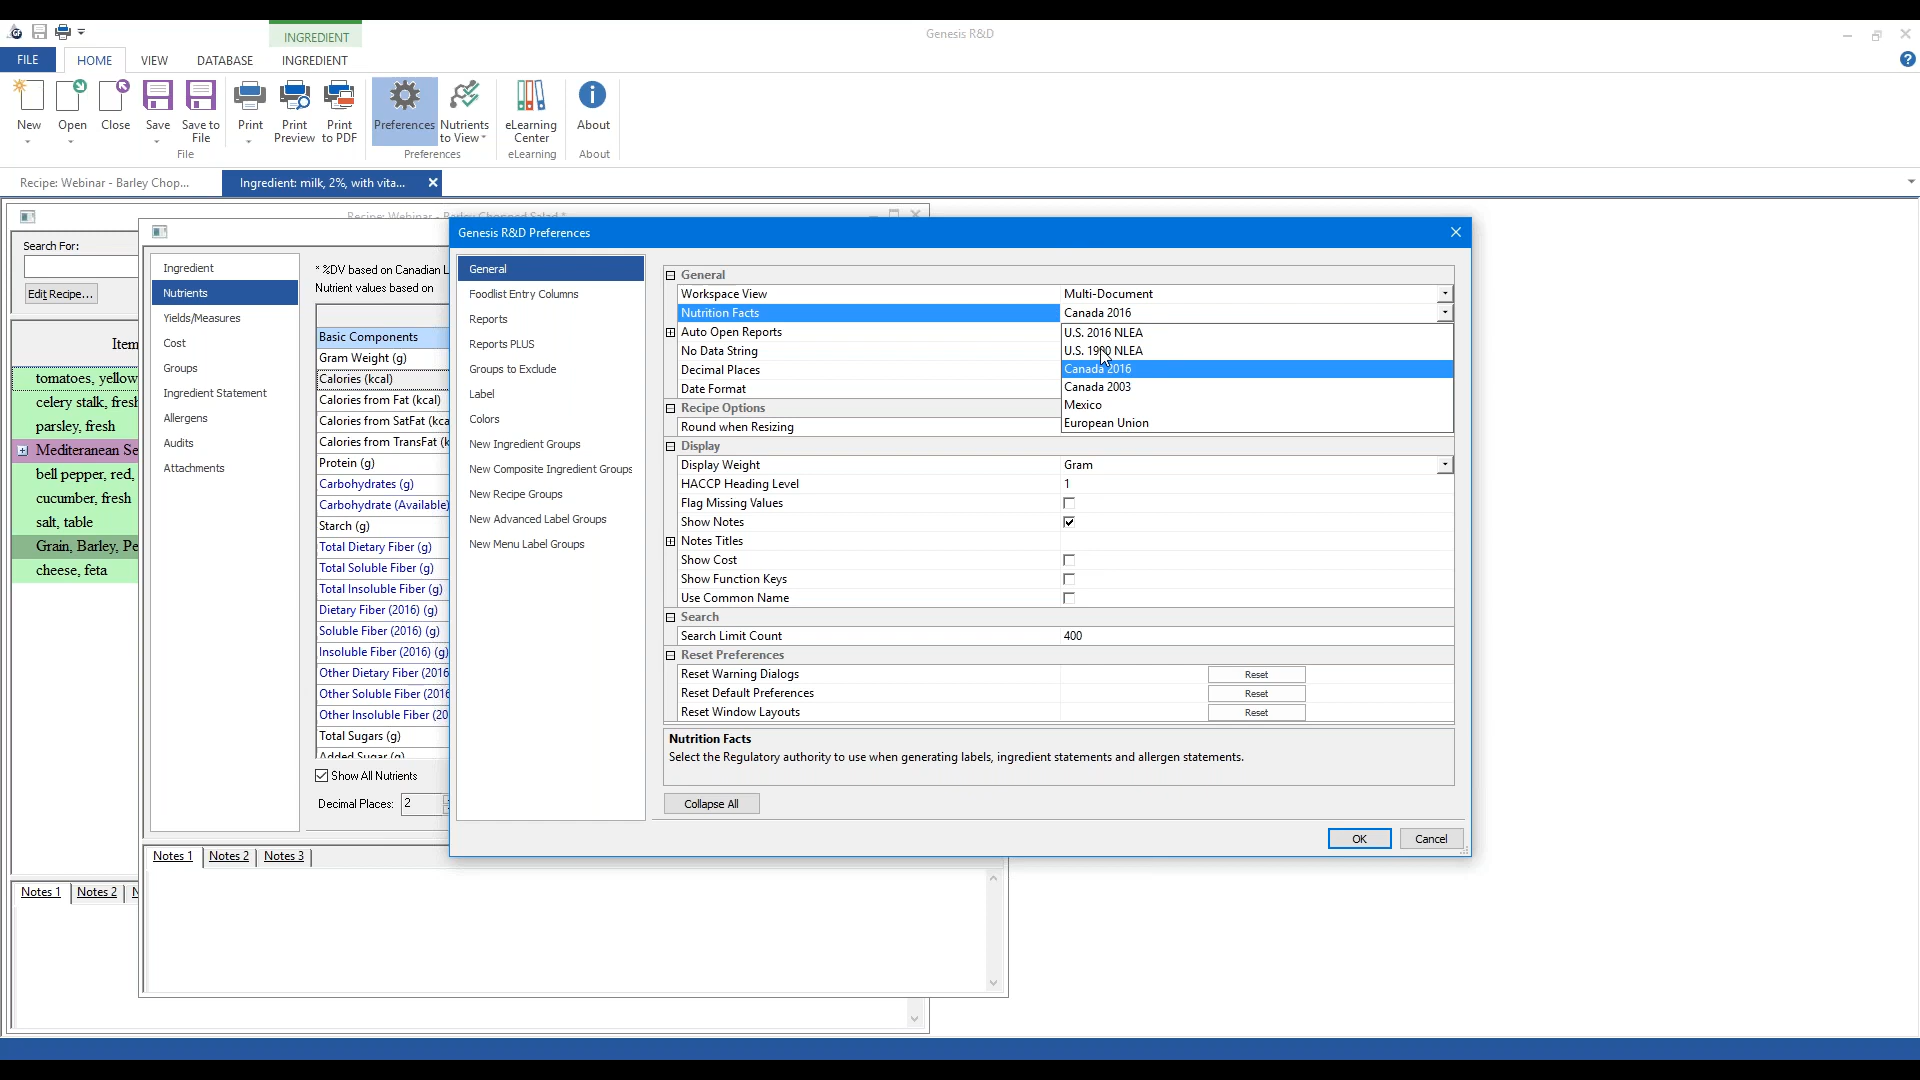 INGREDIENT
Genesis R&D
FILE
HOME
VIEW
DATABASE
INGREDIENT
New
Open
Close
Save
Save to File
Print
Print Preview
Print to PDF
Preferences
Nutrients to View
eLearning Center
About
File
Preferences
eLearning
About
Recipe: Webinar - Barley Chop...
Ingredient: milk, 2%, with vita...
Recipe: Webinar - Barley Chopped Salad *
Search For:
Edit Recipe...
Item
tomatoes, yellow
celery stalk, fresh
parsley, fresh
Mediteranean Se
bell pepper, red,
cucumber, fresh
salt, table
Grain, Barley, Pe
cheese, feta
Notes 1
Notes 2
N
Ingredient
Nutrients
Yields/Measures
Cost
Groups
Ingredient Statement
Allergens
Audits
Attachments
* %DV based on Canadian L
Nutrient values based on
Basic Components
Gram Weight (g)
Calories (kcal)
Calories from Fat (kcal)
Calories from SatFat (kca
Calories from TransFat (k
Protein (g)
Carbohydrates (g)
Carbohydrate (Available)
Starch (g)
Total Dietary Fiber (g)
Total Soluble Fiber (g)
Total Insoluble Fiber (g)
Dietary Fiber (2016) (g)
Soluble Fiber (2016) (g)
Insoluble Fiber (2016) (g)
Other Dietary Fiber (2016
Other Soluble Fiber (2016
Other Insoluble Fiber (20
Total Sugars (g)
Added Sugar (g)
Show All Nutrients
Decimal Places: 2
Notes 1
Notes 2
Notes 3
Genesis R&D Preferences
General
Foodlist Entry Columns
Reports
Reports PLUS
Groups to Exclude
Label
Colors
New Ingredient Groups
New Composite Ingredient Groups
New Recipe Groups
New Advanced Label Groups
New Menu Label Groups
General
Workspace View Multi-Document
Nutrition Facts Canada 2016
Auto Open Reports
No Data String
Decimal Places
Date Format
U.S. 2016 NLEA
U.S. 1990 NLEA
Canada 2016
Canada 2003
Mexico
European Union
Recipe Options
Round when Resizing
Display
Display Weight Gram
HACCP Heading Level 1
Flag Missing Values
Show Notes
Notes Titles
Show Cost
Show Function Keys
Use Common Name
Search
Search Limit Count 400
Reset Preferences
Reset Warning Dialogs Reset
Reset Default Preferences Reset
Reset Window Layouts Reset
Nutrition Facts
Select the Regulatory authority to use when generating labels, ingredient statements and allergen statements.
Collapse All
OK
Cancel